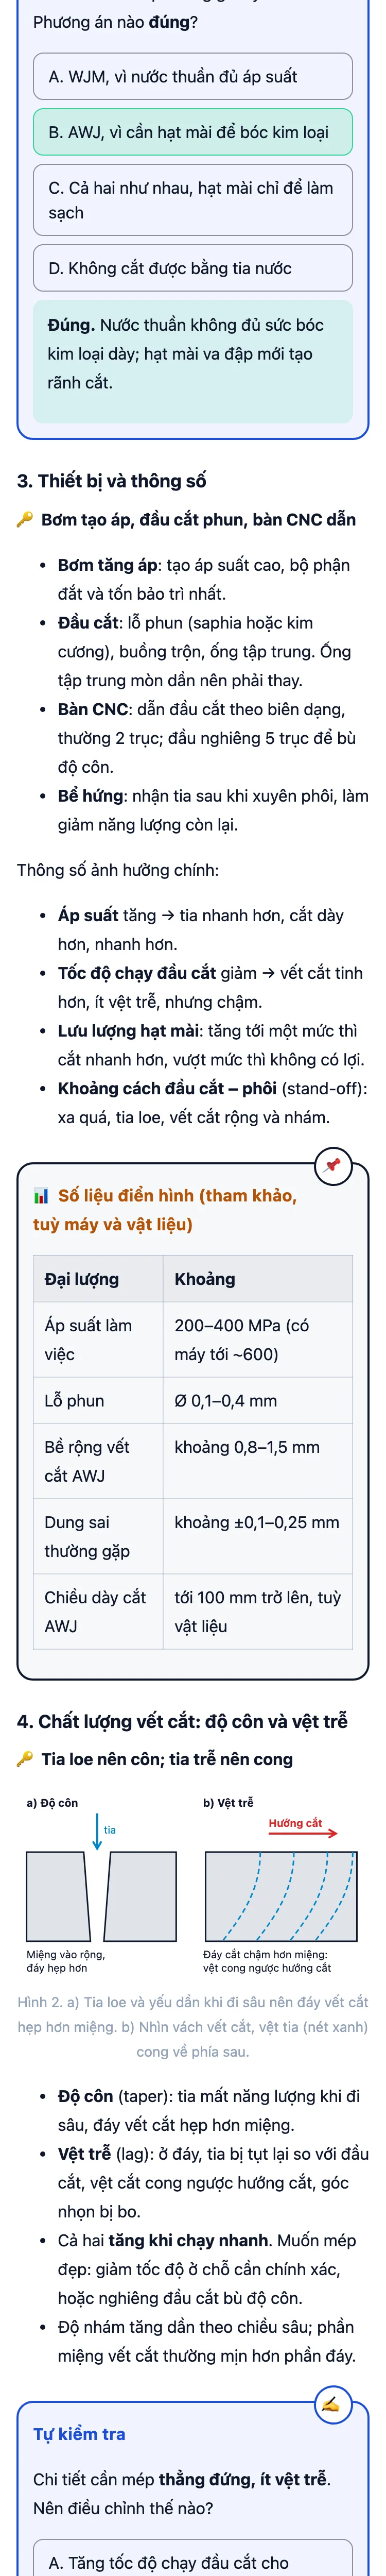 Phương án nào đúng?
A. WJM, vì nước thuần đủ áp suất
B. AWJ, vì cần hạt mài để bóc kim loại
C. Cả hai như nhau, hạt mài chỉ để làm
sạch
D. Không cắt được bằng tia nước
Đúng. Nước thuần không đủ sức bóc
kim loại dày; hạt mài va đập mới tạo
rãnh cắt.
3. Thiết bị và thông số
🔑 Bơm tạo áp, đầu cắt phun, bàn CNC dẫn
• Bơm tăng áp: tạo áp suất cao, bộ phận
đắt và tốn bảo trì nhất.
• Đầu cắt: lỗ phun (saphia hoặc kim
cương), buồng trộn, ống tập trung. Ống
tập trung mòn dần nên phải thay.
• Bàn CNC: dẫn đầu cắt theo biên dạng,
thường 2 trục; đầu nghiêng 5 trục để bù
độ côn.
• Bể hứng: nhận tia sau khi xuyên phôi, làm
giảm năng lượng còn lại.
Thông số ảnh hưởng chính:
• Áp suất tăng → tia nhanh hơn, cắt dày
hơn, nhanh hơn.
• Tốc độ chạy đầu cắt giảm → vết cắt tinh
hơn, ít vệt trễ, nhưng chậm.
• Lưu lượng hạt mài: tăng tới một mức thì
cắt nhanh hơn, vượt mức thì không có lợi.
• Khoảng cách đầu cắt – phôi (stand-off):
xa quá, tia loe, vết cắt rộng và nhám.
📌
📊 Số liệu điển hình (tham khảo,
tuỳ máy và vật liệu)
Đại lượng Khoảng
Áp suất làm
việc
200–400 MPa (có
máy tới ~600)
Lỗ phun Ø 0,1–0,4 mm
Bề rộng vết
cắt AWJ
khoảng 0,8–1,5 mm
Dung sai
thường gặp
khoảng ±0,1–0,25 mm
Chiều dày cắt
AWJ
tới 100 mm trở lên, tuỳ
vật liệu
4. Chất lượng vết cắt: độ côn và vệt trễ
🔑 Tia loe nên côn; tia trễ nên cong
a) Độ côn
tia
Miệng vào rộng,
đáy hẹp hơn
b) Vệt trễ
Hướng cắt
Đáy cắt chậm hơn miệng:
vệt cong ngược hướng cắt
Hình 2. a) Tia loe và yếu dần khi đi sâu nên đáy vết cắt
hẹp hơn miệng. b) Nhìn vách vết cắt, vệt tia (nét xanh)
cong về phía sau.
• Độ côn (taper): tia mất năng lượng khi đi
sâu, đáy vết cắt hẹp hơn miệng.
• Vệt trễ (lag): ở đáy, tia bị tụt lại so với đầu
cắt, vệt cắt cong ngược hướng cắt, góc
nhọn bị bo.
• Cả hai tăng khi chạy nhanh. Muốn mép
đẹp: giảm tốc độ ở chỗ cần chính xác,
hoặc nghiêng đầu cắt bù độ côn.
• Độ nhám tăng dần theo chiều sâu; phần
miệng vết cắt thường mịn hơn phần đáy.
✍️
Tự kiểm tra
Chi tiết cần mép thẳng đứng, ít vệt trễ.
Nên điều chỉnh thế nào?
A. Tăng tốc độ chạy đầu cắt cho